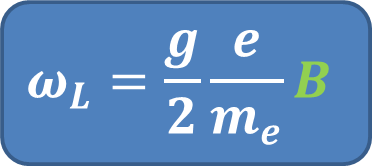 ω_L = g/2 e/m_e B